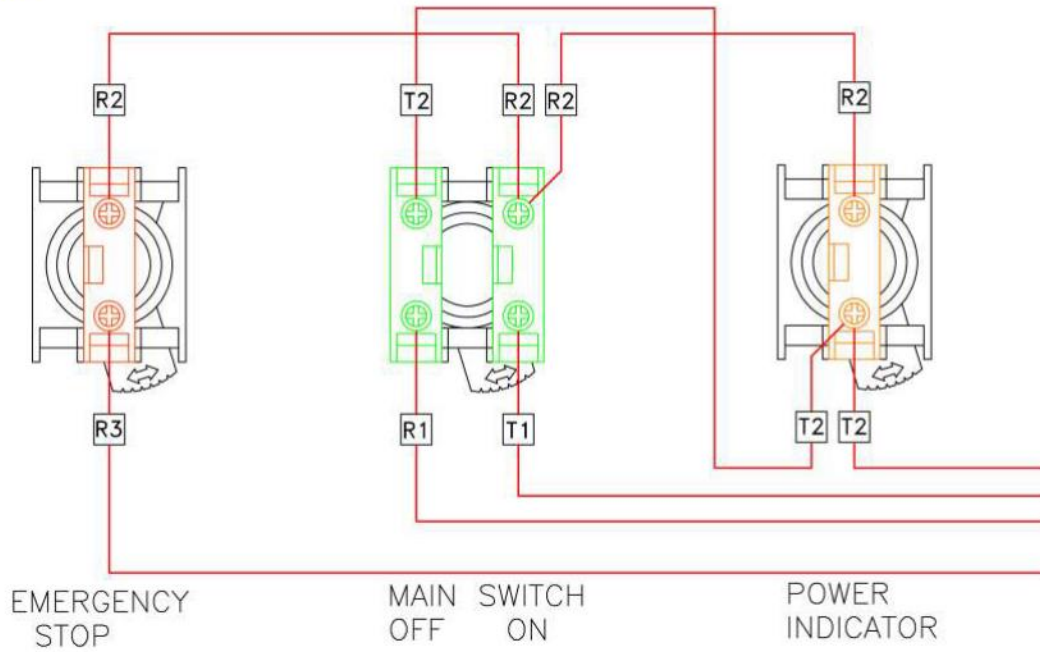 R2
T2
R2
R2
R2
R3
R1
T1
T2
T2
EMERGENCY
STOP
MAIN SWITCH
OFF ON
POWER
INDICATOR